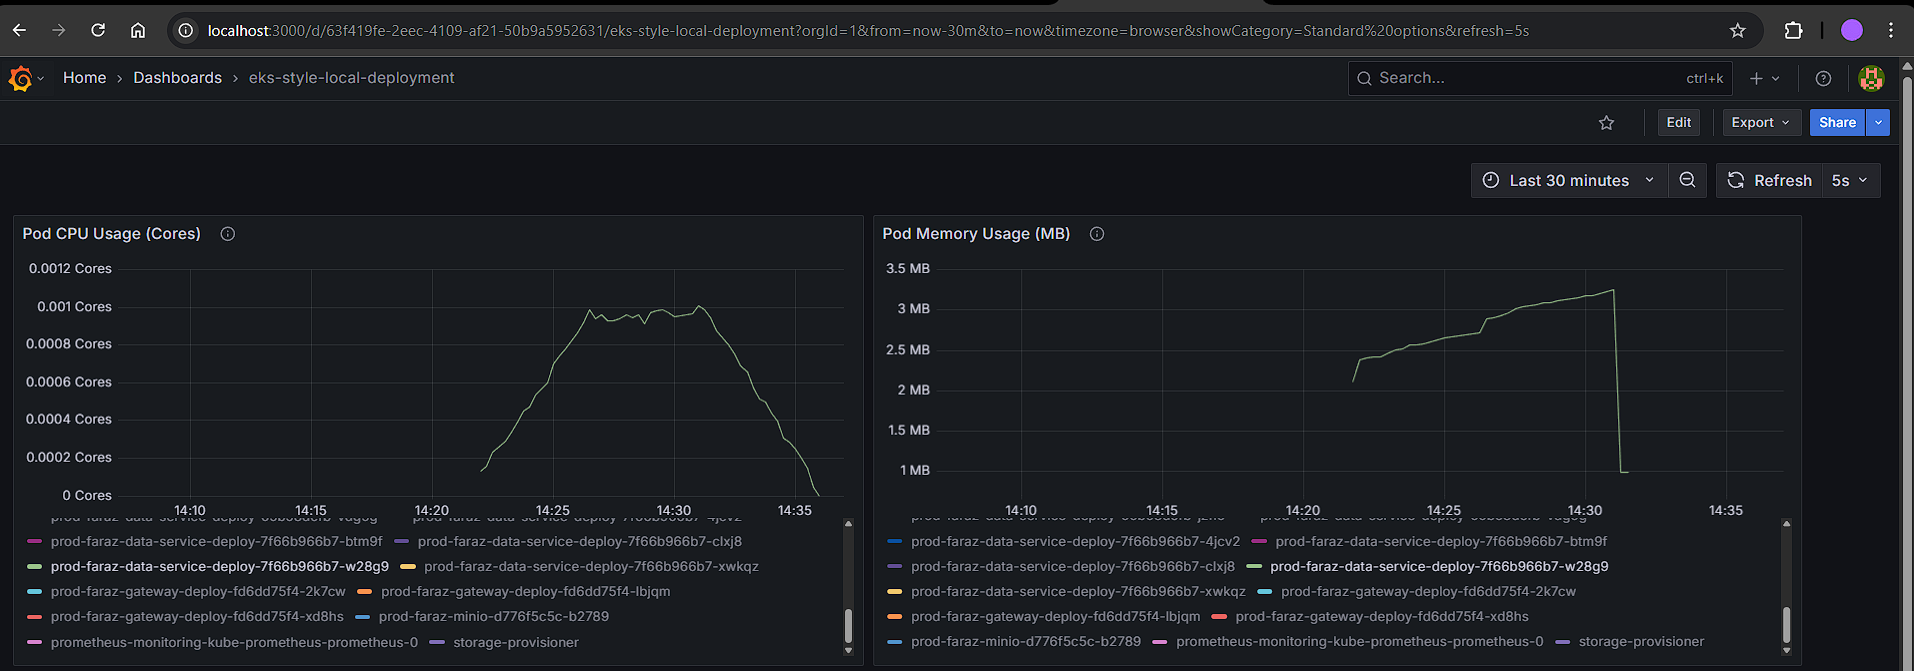 localhost:3000/d/63f419fe-2eec-4109-af21-50b9a5952631/eks-style-local-deployment?orgId=1&from=now-30m&to=now&timezone=browser&showCategory=Standard%20options&refresh=5s
Home › Dashboards › eks-style-local-deployment
Search... ctrl+k
Edit Export Share
Last 30 minutes Refresh 5s
Pod CPU Usage (Cores)
0.0012 Cores
0.001 Cores
0.0008 Cores
0.0006 Cores
0.0004 Cores
0.0002 Cores
0 Cores
14:10 14:15 14:20 14:25 14:30 14:35
prod-faraz-data-service-deploy-7f66b966b7-4jcv2
prod-faraz-data-service-deploy-7f66b966b7-btm9f prod-faraz-data-service-deploy-7f66b966b7-clxj8
prod-faraz-data-service-deploy-7f66b966b7-w28g9 prod-faraz-data-service-deploy-7f66b966b7-xwkqz
prod-faraz-gateway-deploy-fd6dd75f4-2k7cw prod-faraz-gateway-deploy-fd6dd75f4-lbjqm
prod-faraz-gateway-deploy-fd6dd75f4-xd8hs prod-faraz-minio-d776f5c5c-b2789
prometheus-monitoring-kube-prometheus-prometheus-0 storage-provisioner
Pod Memory Usage (MB)
3.5 MB
3 MB
2.5 MB
2 MB
1.5 MB
1 MB
14:10 14:15 14:20 14:25 14:30 14:35
prod-faraz-data-service-deploy-7f66b966b7-4jcv2 prod-faraz-data-service-deploy-7f66b966b7-btm9f
prod-faraz-data-service-deploy-7f66b966b7-clxj8 prod-faraz-data-service-deploy-7f66b966b7-w28g9
prod-faraz-data-service-deploy-7f66b966b7-xwkqz prod-faraz-gateway-deploy-fd6dd75f4-2k7cw
prod-faraz-gateway-deploy-fd6dd75f4-lbjqm prod-faraz-gateway-deploy-fd6dd75f4-xd8hs
prod-faraz-minio-d776f5c5c-b2789 prometheus-monitoring-kube-prometheus-prometheus-0 storage-provisioner